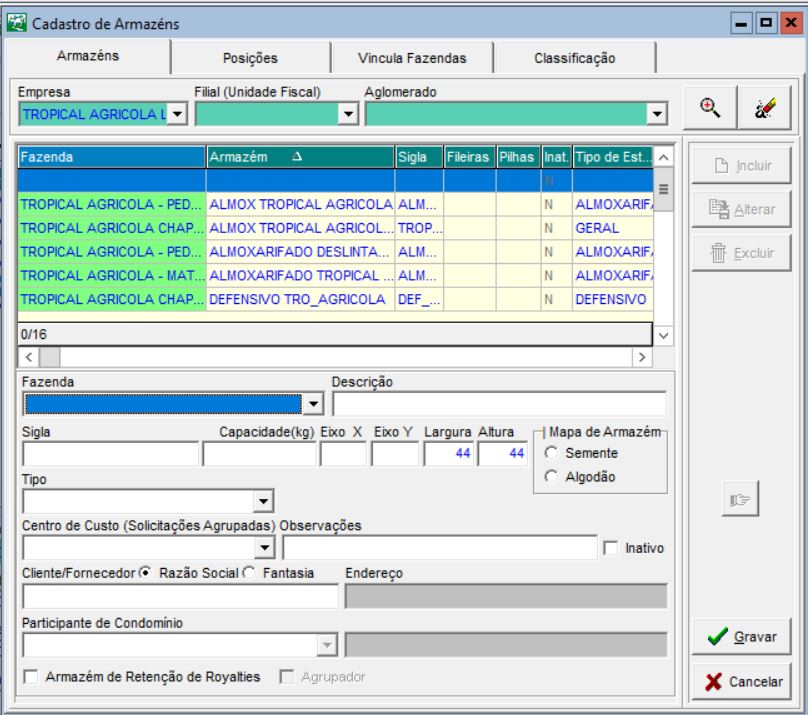 Cadastro de Armazéns
Armazéns Posições Vincula Fazendas Classificação
Empresa Filial (Unidade Fiscal) Aglomerado
TROPICAL AGRICOLA L
Fazenda Armazém Sigla Fileiras Pilhas Inat. Tipo de Est...
N
TROPICAL AGRICOLA - PED... ALMOX TROPICAL AGRICOLA ALM... N ALMOXARIFA
TROPICAL AGRICOLA CHAP... ALMOX TROPICAL AGRICOL... TROP... N GERAL
TROPICAL AGRICOLA - PED... ALMOXARIFADO DESLINTA... ALM... N ALMOXARIFA
TROPICAL AGRICOLA - MAT... ALMOXARIFADO TROPICAL ... ALM... N ALMOXARIFA
TROPICAL AGRICOLA CHAP... DEFENSIVO TRO_AGRICOLA DEF_... N DEFENSIVO
0/16
Incluir
Alterar
Excluir
Fazenda Descrição
Sigla Capacidade(kg) Eixo X Eixo Y Largura Altura Mapa de Armazém
44 44 Semente
Algodão
Tipo
Centro de Custo (Solicitações Agrupadas) Observações
Inativo
Cliente/Fornecedor Razão Social Fantasia Endereço
Participante de Condomínio
Armazém de Retenção de Royalties Agrupador
Gravar
Cancelar